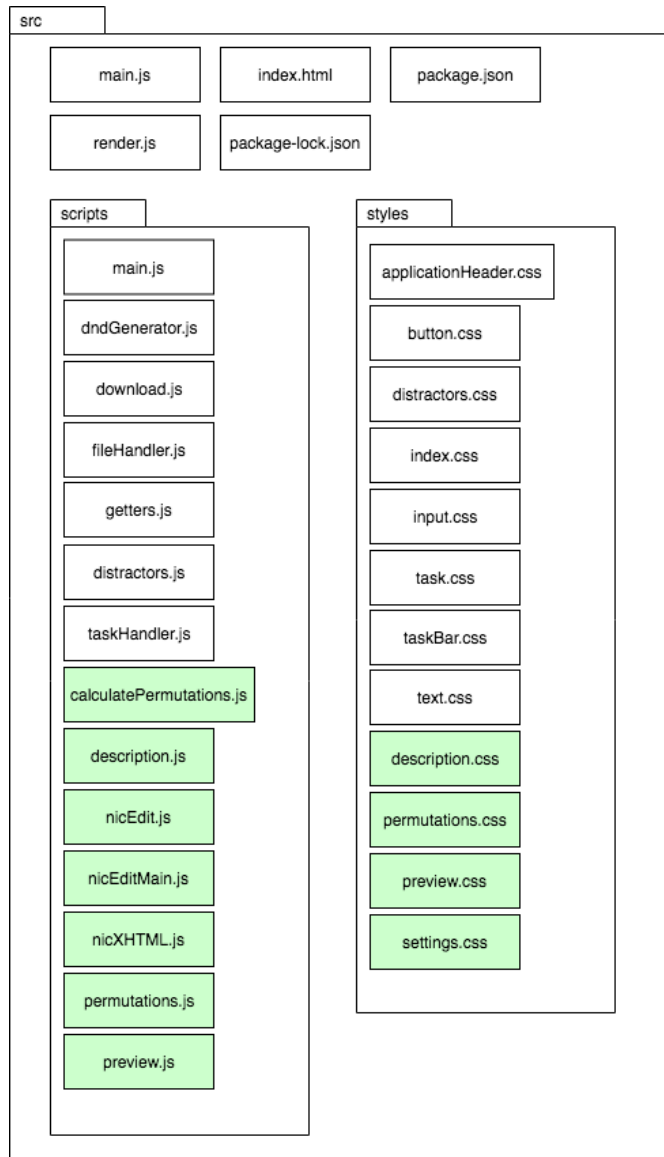 src
main.js
index.html
package.json
render.js
package-lock.json
scripts
main.js
dndGenerator.js
download.js
fileHandler.js
getters.js
distractors.js
taskHandler.js
calculatePermutations.js
description.js
nicEdit.js
nicEditMain.js
nicXHTML.js
permutations.js
preview.js
styles
applicationHeader.css
button.css
distractors.css
index.css
input.css
task.css
taskBar.css
text.css
description.css
permutations.css
preview.css
settings.css